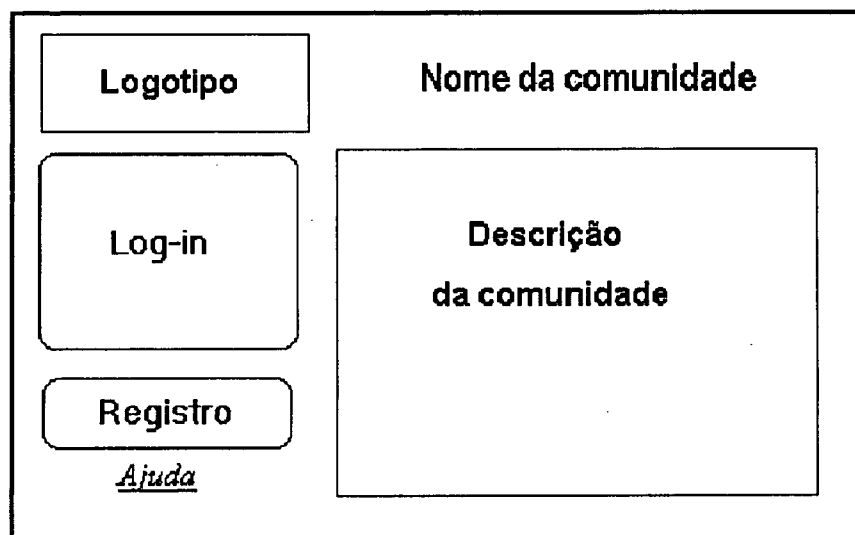 Logotipo
Nome da comunidade
Log-in
Descrição
da comunidade
Registro
Ajuda